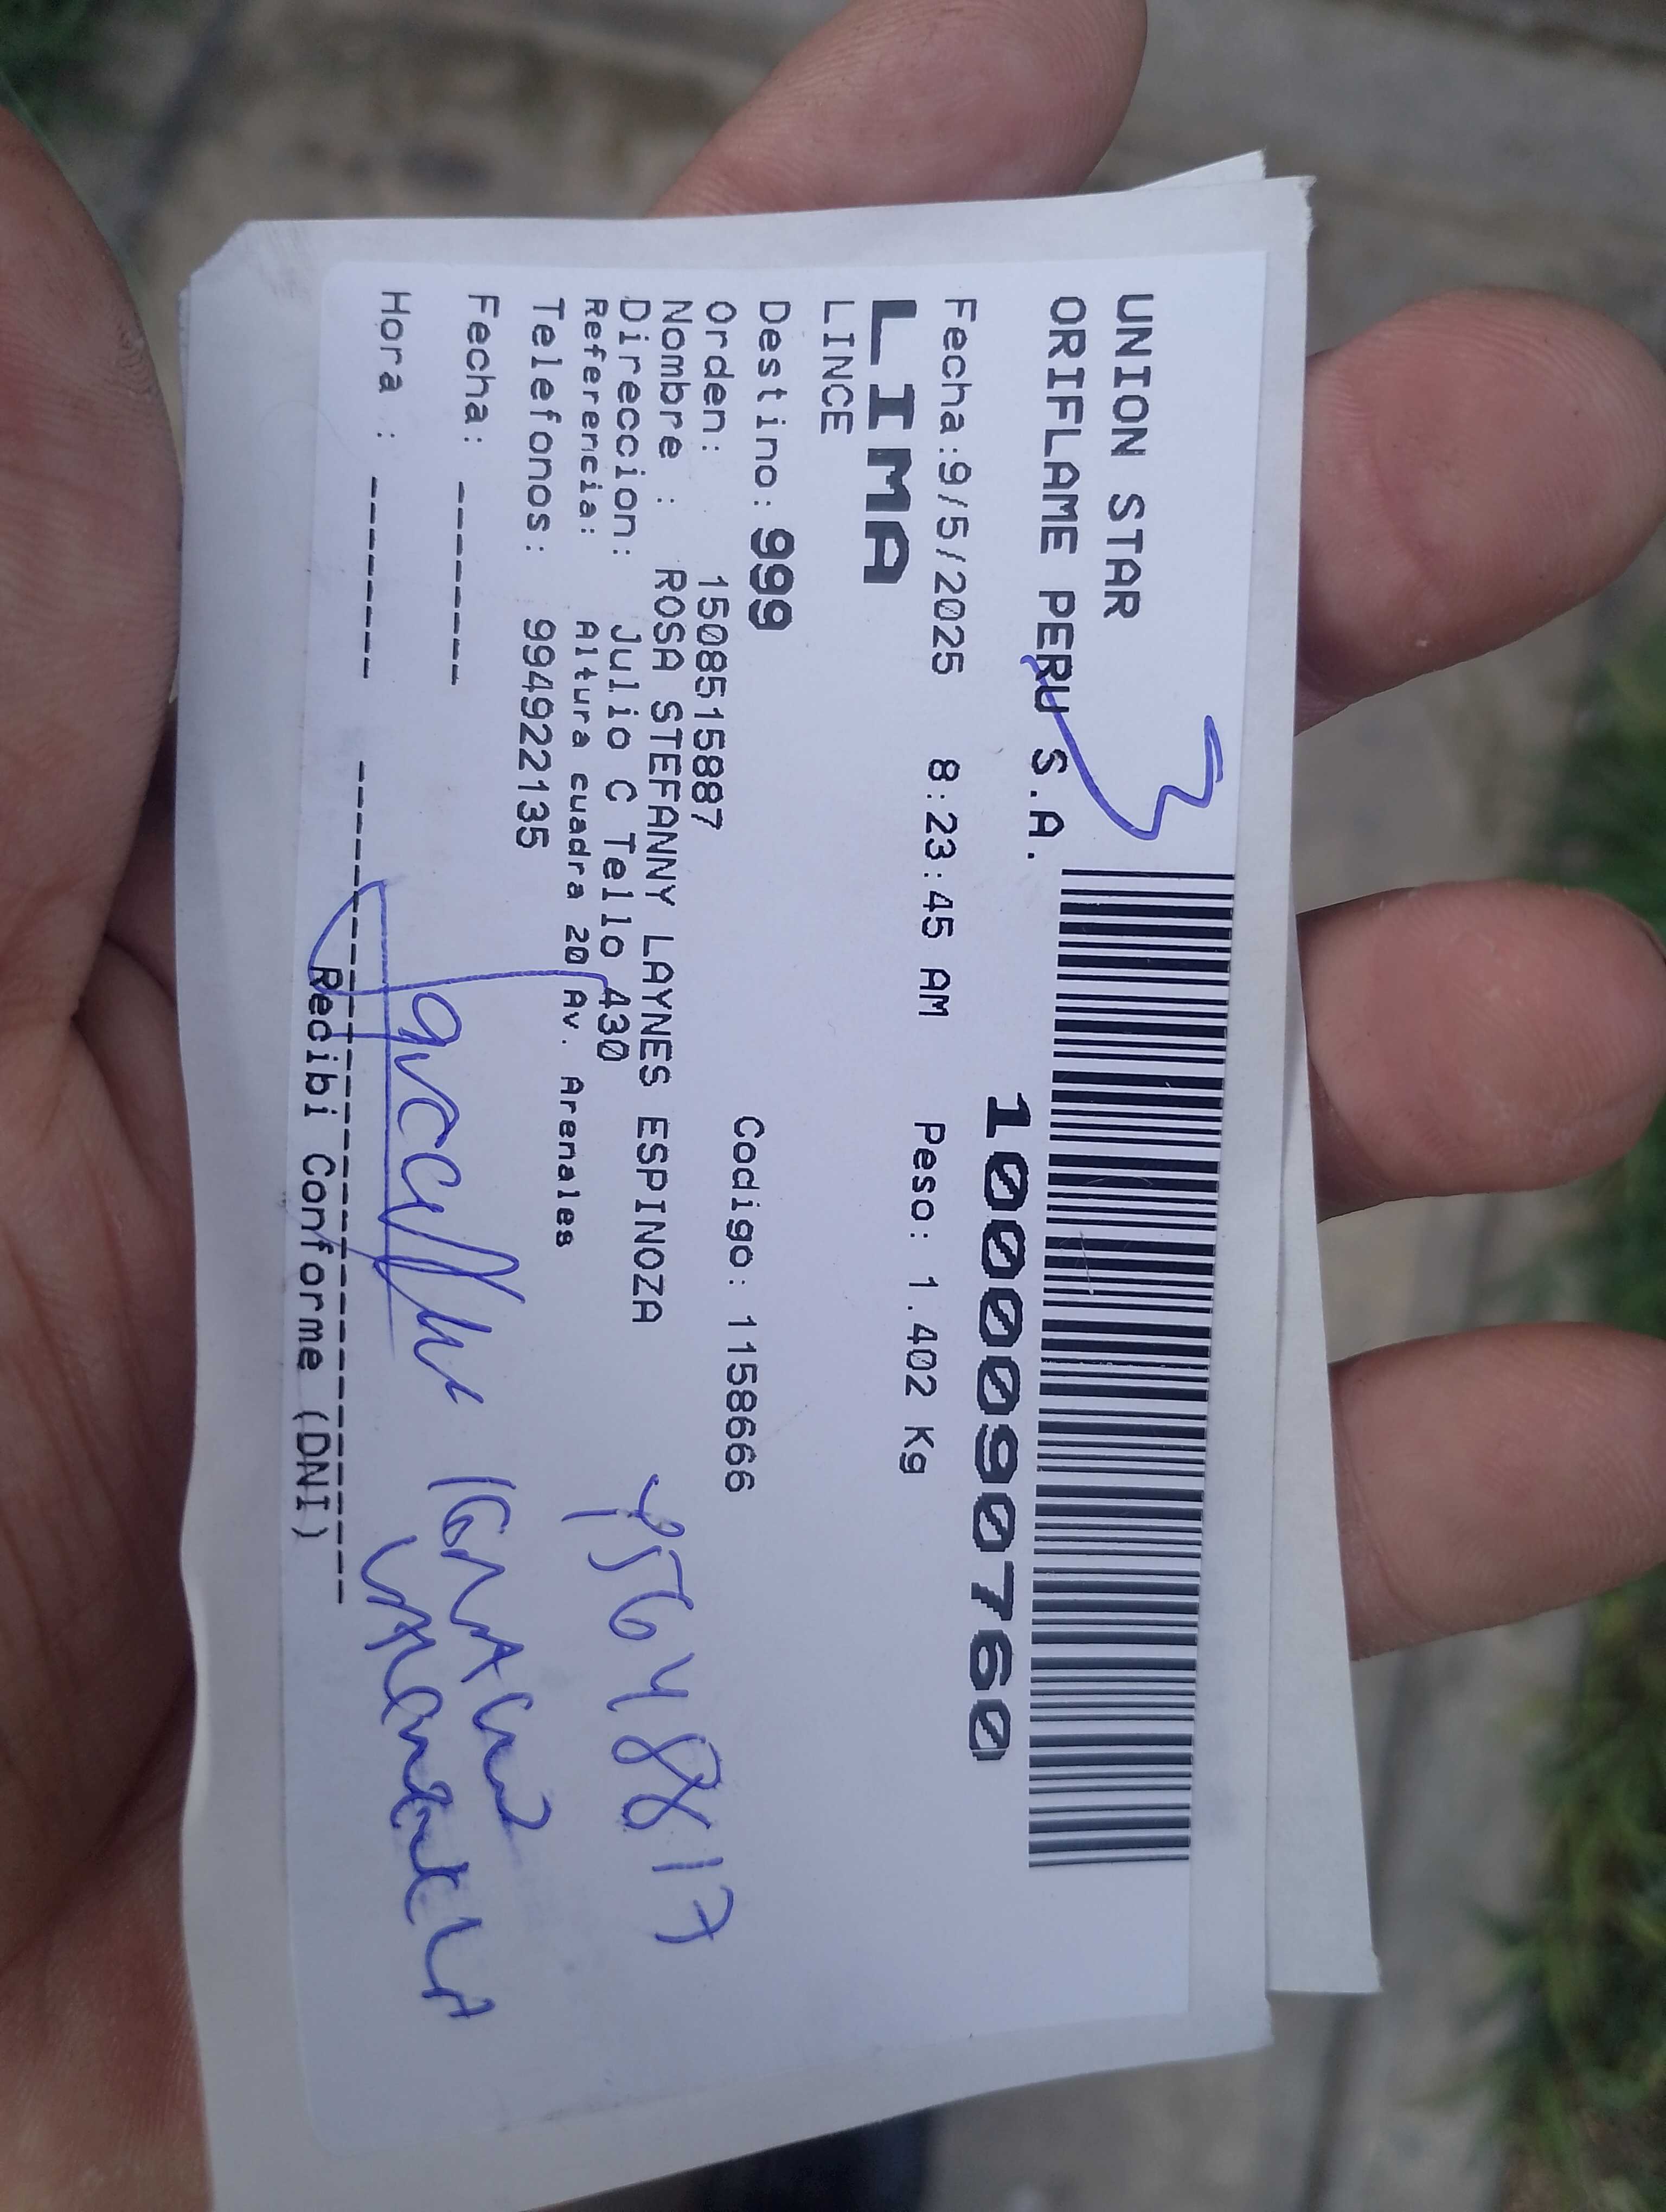 UNION STAR
ORIFLAME PERU S.A.
3
10000090760
Fecha:9/5/2025 8:23:45 AM Peso: 1.402 Kg
LIMA
LINCE
Destino: 999
Orden: 1508515887 Codigo: 1158666
Nombre : ROSA STEFANNY LAYNES ESPINOZA
Direccion: Julio C Tello 430
Referencia: Altura cuadra 20 Av. Arenales
Telefonos: 994922135
Fecha: -------
Hora : -------
Recibi Conforme (DNI)